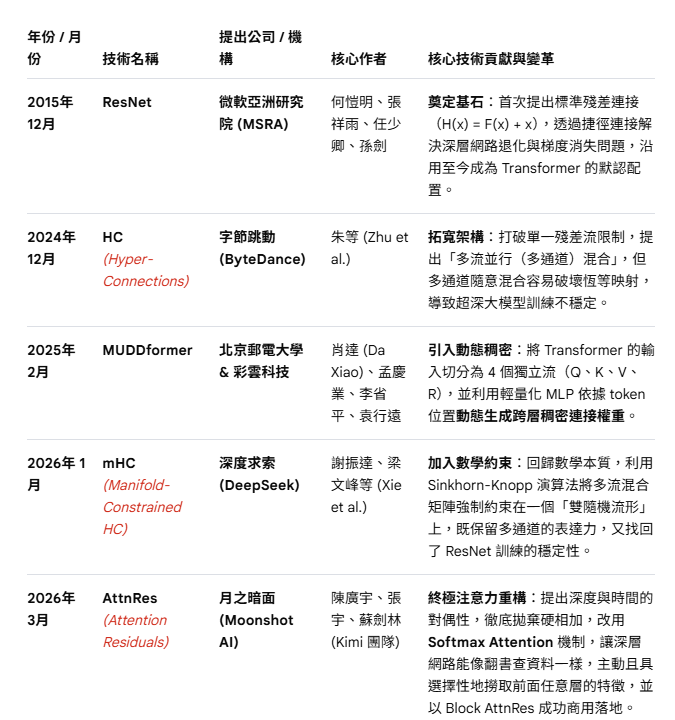 年份 / 月份
技術名稱
提出公司 / 機構
核心作者
核心技術貢獻與變革
2015年
12月
ResNet
微軟亞洲研究
院 (MSRA)
何愷明、張
祥雨、任少
卿、孫劍
奠定基石：首次提出標準殘差連接
（H(x) = F(x) + x），透過捷徑連接解
決深層網路退化與梯度消失問題，沿
用至今成為 Transformer 的默認配
置。
2024年
12月
HC
(Hyper-
Connections)
字節跳動
(ByteDance)
朱等 (Zhu et
al.)
拓寬架構：打破單一殘差流限制，提
出「多流並行（多通道）混合」，但
多通道隨意混合容易破壞恆等映射，
導致超深大模型訓練不穩定。
2025年
2月
MUDDformer
北京郵電大學
& 彩雲科技
肖達 (Da
Xiao)、孟慶
業、李省
平、袁行遠
引入動態稠密：將 Transformer 的輸
入切分為 4 個獨立流（Q、K、V、
R），並利用輕量化 MLP 依據 token
位置動態生成跨層稠密連接權重。
2026年 1
月
mHC
(Manifold-
Constrained
HC)
深度求索
(DeepSeek)
謝振達、梁
文峰等 (Xie
et al.)
加入數學約束：回歸數學本質，利用
Sinkhorn-Knopp 演算法將多流混合
矩陣強制約束在一個「雙隨機流形」
上，既保留多通道的表達力，又找回
了 ResNet 訓練的穩定性。
2026年
3月
AttnRes
(Attention
Residuals)
月之暗面
(Moonshot
AI)
陳廣宇、張
宇、蘇劍林
(Kimi 團隊)
終極注意力重構：提出深度與時間的
對偶性，徹底拋棄硬相加，改用
Softmax Attention 機制，讓深層
網路能像翻書查資料一樣，主動且具
選擇性地撈取前面任意層的特徵，並
以 Block AttnRes 成功商用落地。